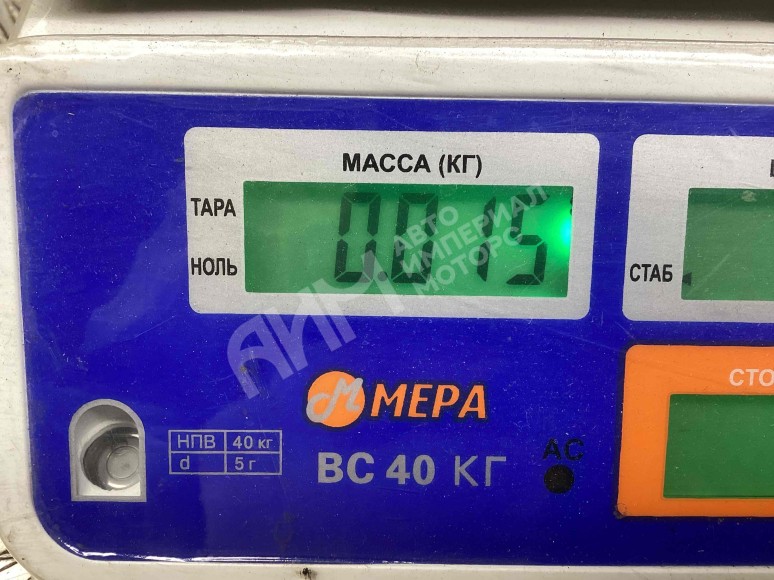 МАССА (КГ)
ТАРА
0.015
НОЛЬ
СТАБ
АИМ
АВТО
ИМПЕРИАЛ
МОТОРС
СТО
МЕРА
НПВ 40 кг
d 5 г
ВС 40 КГ
АС